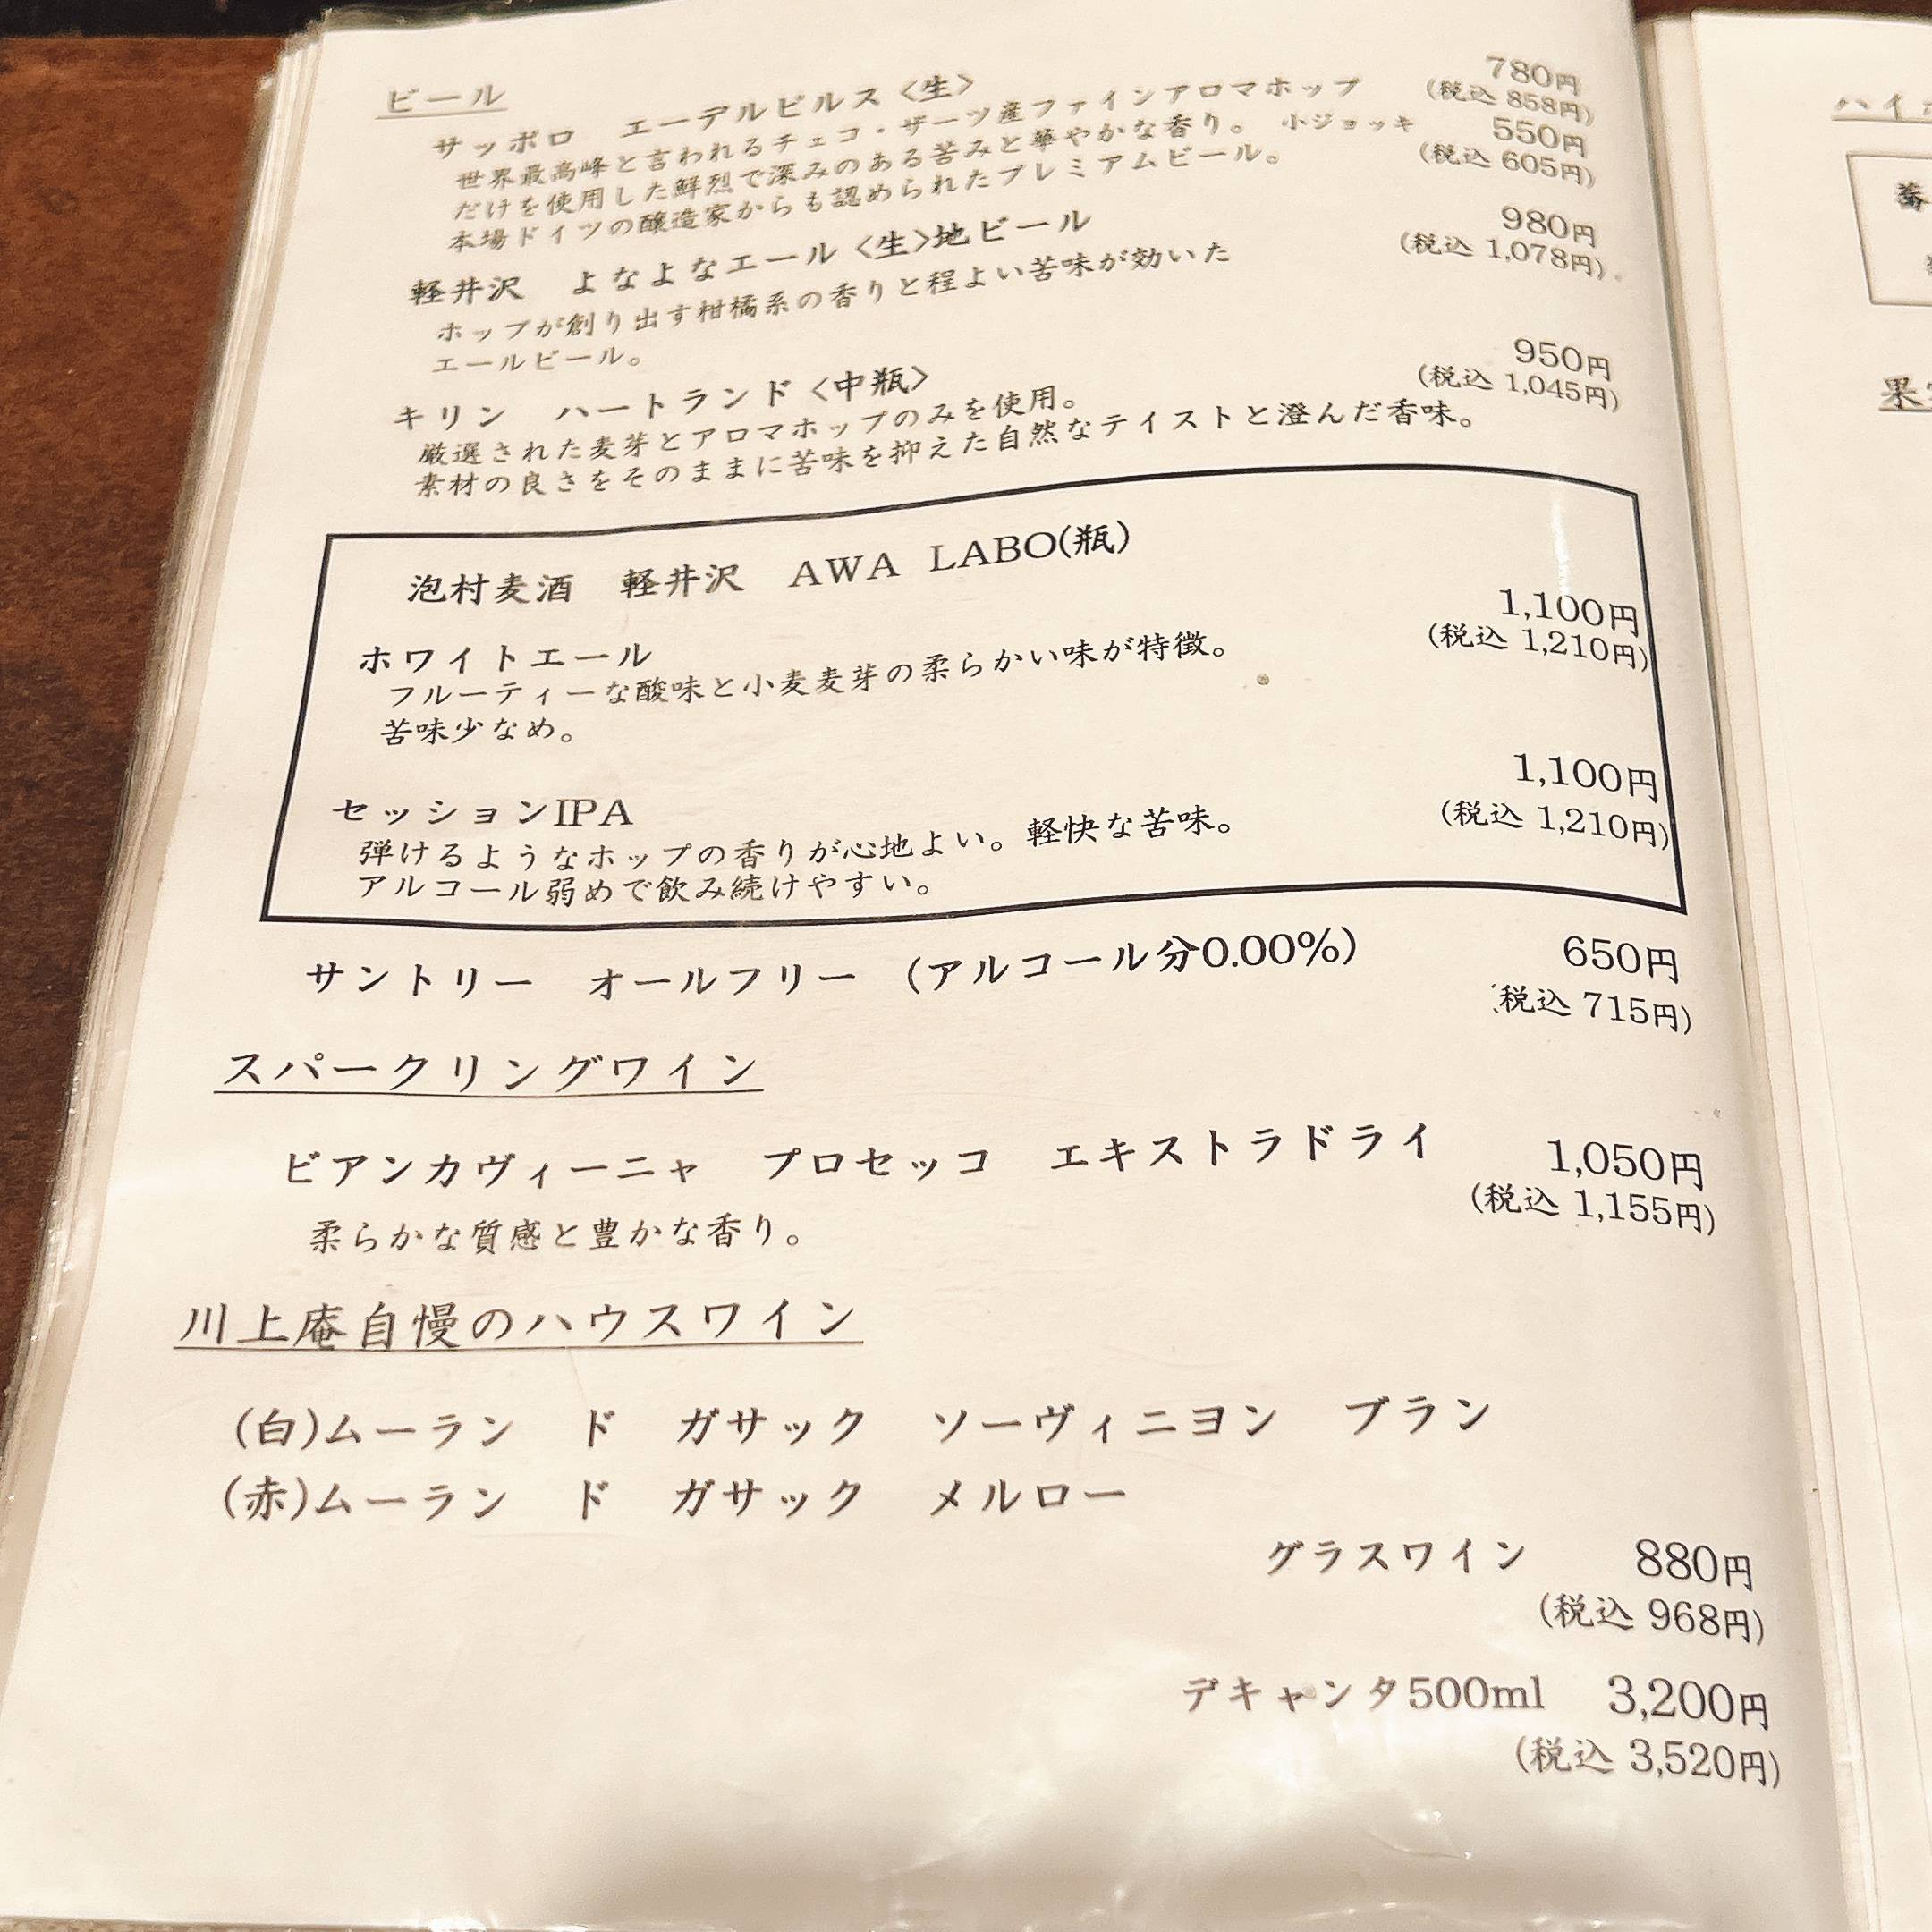 ビール
サッポロ　エーデルピルス〈生〉　780円
(税込 858円)
世界最高峰と言われるチェコ・ザーツ産ファインアロマホップ
だけを使用した鮮烈で深みのある苦みと華やかな香り。　小ジョッキ　550円
本場ドイツの醸造家からも認められたプレミアムビール。　(税込 605円)
軽井沢　よなよなエール〈生〉地ビール　980円
(税込 1,078円)
ホップが創り出す柑橘系の香りと程よい苦味が効いた
エールビール。
キリン　ハートランド〈中瓶〉　950円
(税込 1,045円)
厳選された麦芽とアロマホップのみを使用。
素材の良さをそのままに苦味を抑えた自然なテイストと澄んだ香味。
泡村麦酒　軽井沢　AWA LABO(瓶)
ホワイトエール　1,100円
(税込 1,210円)
フルーティーな酸味と小麦麦芽の柔らかい味が特徴。
苦味少なめ。
セッションIPA　1,100円
(税込 1,210円)
弾けるようなホップの香りが心地よい。軽快な苦味。
アルコール弱めで飲み続けやすい。
サントリー　オールフリー　(アルコール分0.00%)　650円
(税込 715円)
スパークリングワイン
ビアンカヴィーニャ　プロセッコ　エキストラドライ　1,050円
(税込 1,155円)
柔らかな質感と豊かな香り。
川上庵自慢のハウスワイン
(白)ムーラン　ド　ガサック　ソーヴィニヨン　ブラン
(赤)ムーラン　ド　ガサック　メルロー
グラスワイン　880円
(税込 968円)
デキャンタ500ml　3,200円
(税込 3,520円)
ハイ
果